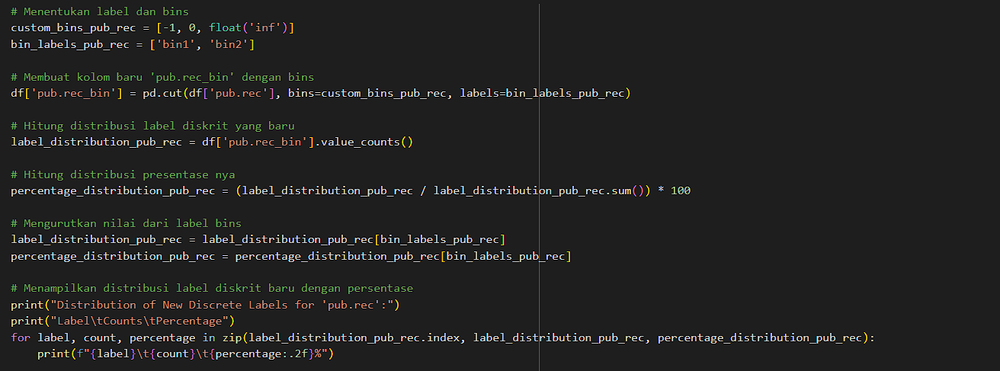 # Menentukan label dan bins
custom_bins_pub_rec = [-1, 0, float('inf')]
bin_labels_pub_rec = ['bin1', 'bin2']
# Membuat kolom baru 'pub.rec_bin' dengan bins
df['pub.rec_bin'] = pd.cut(df['pub.rec'], bins=custom_bins_pub_rec, labels=bin_labels_pub_rec)
# Hitung distribusi label diskrit yang baru
label_distribution_pub_rec = df['pub.rec_bin'].value_counts()
# Hitung distribusi presentase nya
percentage_distribution_pub_rec = (label_distribution_pub_rec / label_distribution_pub_rec.sum()) * 100
# Mengurutkan nilai dari label bins
label_distribution_pub_rec = label_distribution_pub_rec[bin_labels_pub_rec]
percentage_distribution_pub_rec = percentage_distribution_pub_rec[bin_labels_pub_rec]
# Menampilkan distribusi label diskrit baru dengan persentase
print("Distribution of New Discrete Labels for 'pub.rec':")
print("Label\tCounts\tPercentage")
for label, count, percentage in zip(label_distribution_pub_rec.index, label_distribution_pub_rec, percentage_distribution_pub_rec):
    print(f"{label}\t{count}\t{percentage:.2f}%")